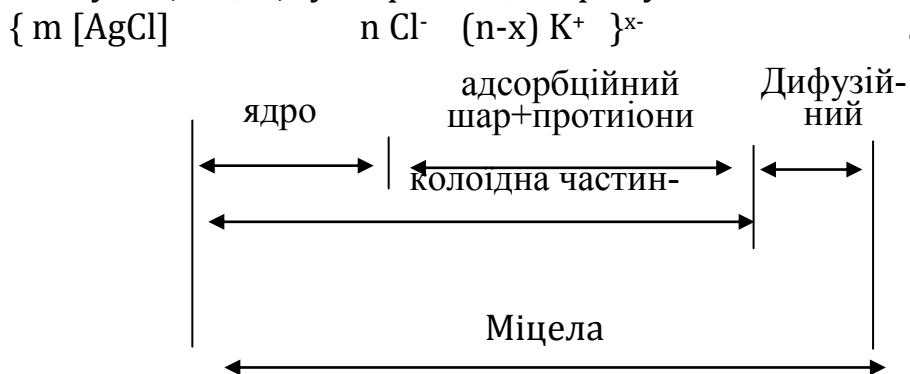 { m [AgCl] n Cl- (n-x) K+ }x-
ядро
адсорбційний
шар+протиіони
Дифузій-
ний
колоїдна частин-
Міцела